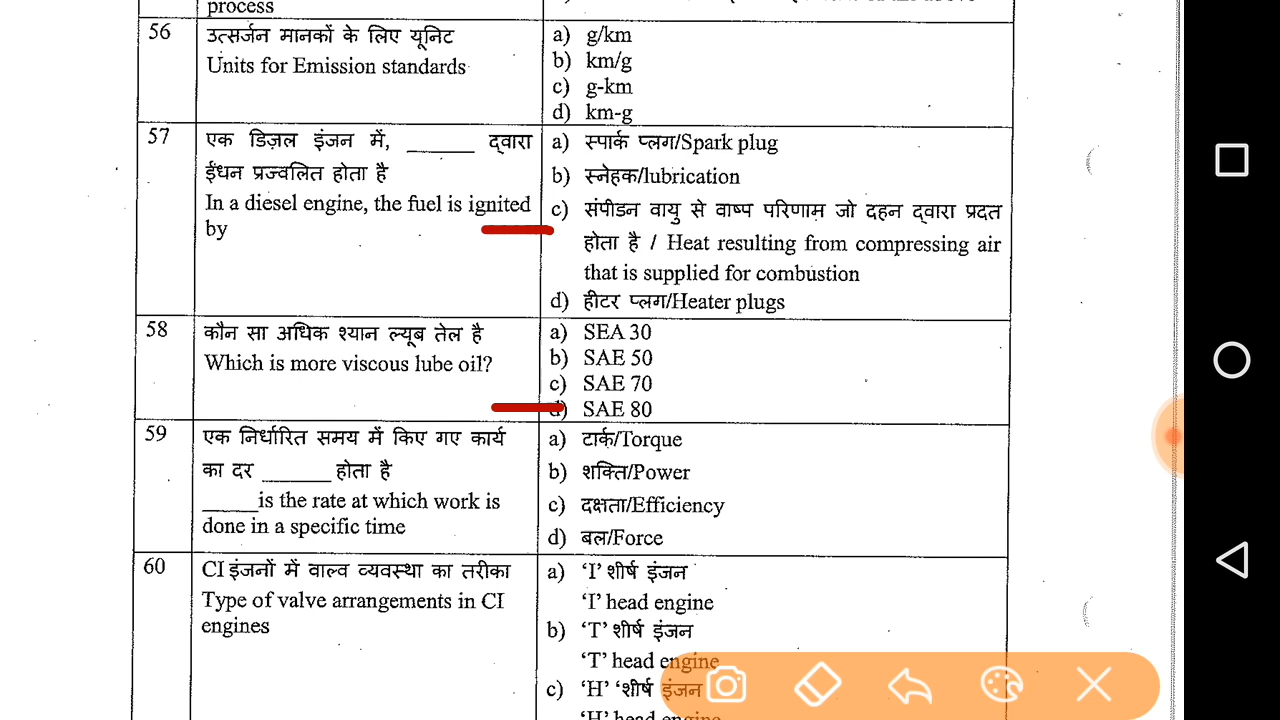 process
56
उत्सर्जन मानकों के लिए यूनिट
Units for Emission standards
a) g/km
b) km/g
c) g-km
d) km-g
57
एक डिज़ल इंजन में, ______ द्वारा
ईंधन प्रज्वलित होता है
In a diesel engine, the fuel is ignited
by
a) स्पार्क प्लग/Spark plug
b) स्नेहक/lubrication
c) संपीडन वायु से वाष्प परिणाम जो दहन द्वारा प्रदत
होता है / Heat resulting from compressing air
that is supplied for combustion
d) हीटर प्लग/Heater plugs
58
कौन सा अधिक श्यान ल्यूब तेल है
Which is more viscous lube oil?
a) SEA 30
b) SAE 50
c) SAE 70
d) SAE 80
59
एक निर्धारित समय में किए गए कार्य
का दर ______ होता है
_____is the rate at which work is
done in a specific time
a) टार्क/Torque
b) शक्ति/Power
c) दक्षता/Efficiency
d) बल/Force
60
CI इंजनों में वाल्व व्यवस्था का तरीका
Type of valve arrangements in CI
engines
a) 'I' शीर्ष इंजन
'I' head engine
b) 'T' शीर्ष इंजन
'T' head engine
c) 'H' 'शीर्ष इंजन
'H' head engine